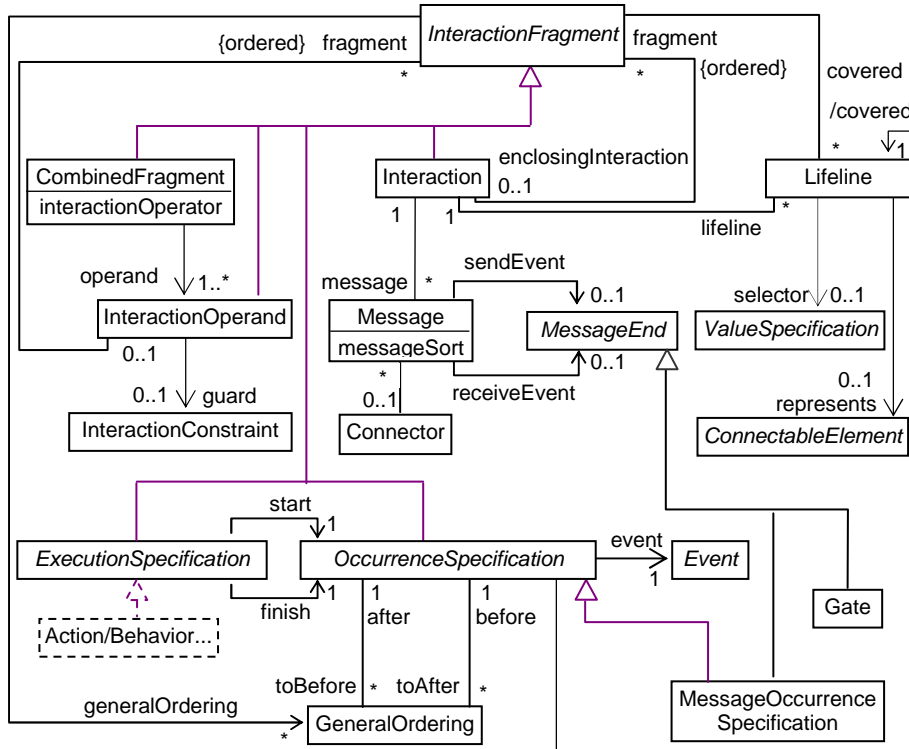 InteractionFragment
{ordered} fragment
*
fragment
*
{ordered}
covered
/covered
*
1
CombinedFragment
interactionOperator
Interaction
enclosingInteraction
0..1
Lifeline
1
1
*
lifeline
operand
1..*
message
*
sendEvent
0..1
selector
0..1
InteractionOperand
Message
messageSort
MessageEnd
ValueSpecification
0..1
*
0..1
receiveEvent
0..1
guard
0..1
0..1
represents
InteractionConstraint
Connector
ConnectableElement
start
1
ExecutionSpecification
OccurrenceSpecification
event
1
Event
finish
1
1
after
1
before
Gate
Action/Behavior...
toBefore
*
toAfter
*
MessageOccurrence
Specification
generalOrdering
*
GeneralOrdering